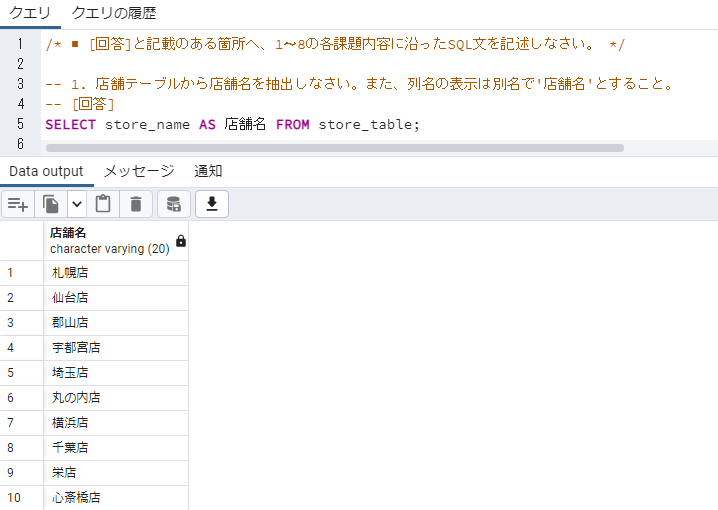 クエリ クエリの履歴
1 /* ■ [回答]と記載のある箇所へ、1～8の各課題内容に沿ったSQL文を記述しなさい。 */
2
3 -- 1. 店舗テーブルから店舗名を抽出しなさい。また、列名の表示は別名で'店舗名'とすること。
4 -- [回答]
5 SELECT store_name AS 店舗名 FROM store_table;
6
Data output メッセージ 通知
店舗名
character varying (20)
1 札幌店
2 仙台店
3 郡山店
4 宇都宮店
5 埼玉店
6 丸の内店
7 横浜店
8 千葉店
9 栄店
10 心斎橋店